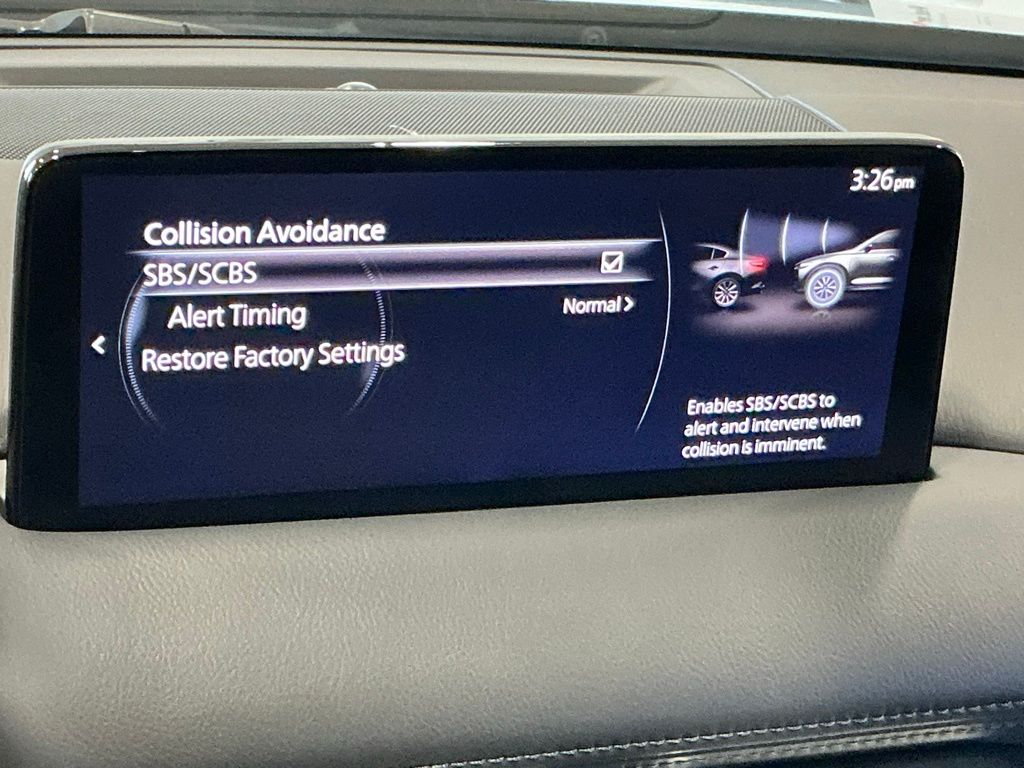 3:26pm
Collision Avoidance
SBS/SCBS
Alert Timing Normal
Restore Factory Settings
Enables SBS/SCBS to
alert and intervene when
collision is imminent.